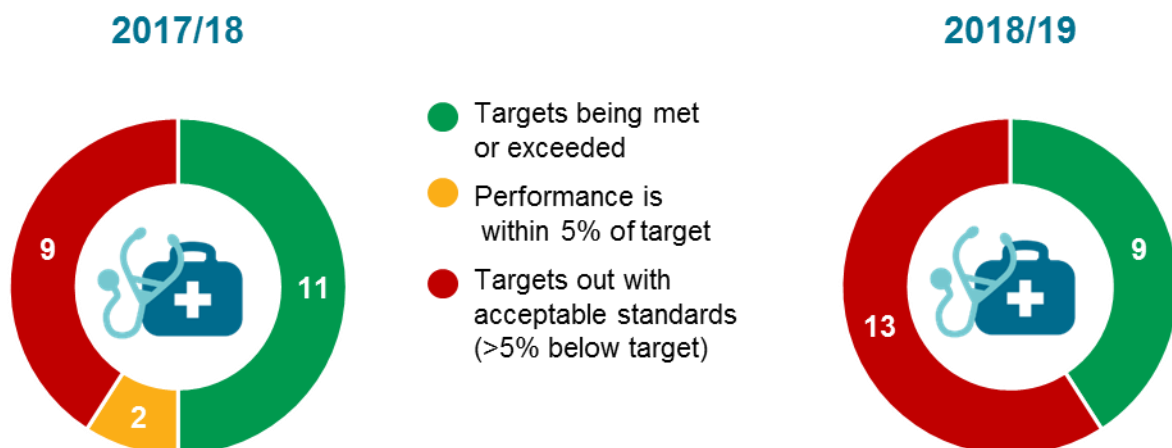 2017/18
9
11
2
Targets being met
or exceeded
Performance is
within 5% of target
Targets out with
acceptable standards
(>5% below target)
2018/19
9
13